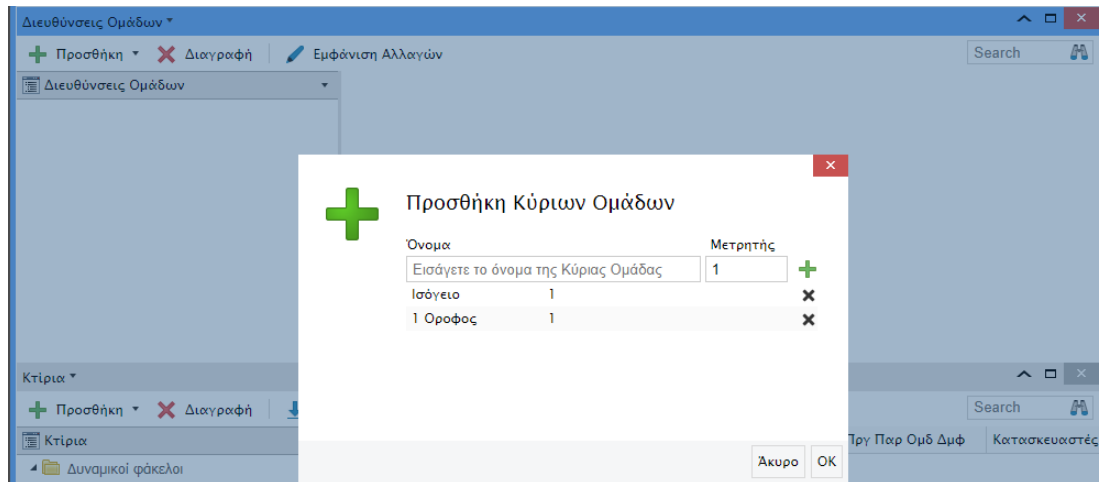 Διευθύνσεις Ομάδων
Προσθήκη Διαγραφή Εμφάνιση Αλλαγών Search
Διευθύνσεις Ομάδων
Προσθήκη Κύριων Ομάδων
Όνομα Μετρητής
Εισάγετε το όνομα της Κύριας Ομάδας 1
Ισόγειο 1
1 Οροφος 1
Κτίρια
Προσθήκη Διαγραφή Search
Κτίρια Πργ Παρ Ομδ Δμφ Κατασκευαστές
Άκυρο OK
Δυναμικοί φάκελοι